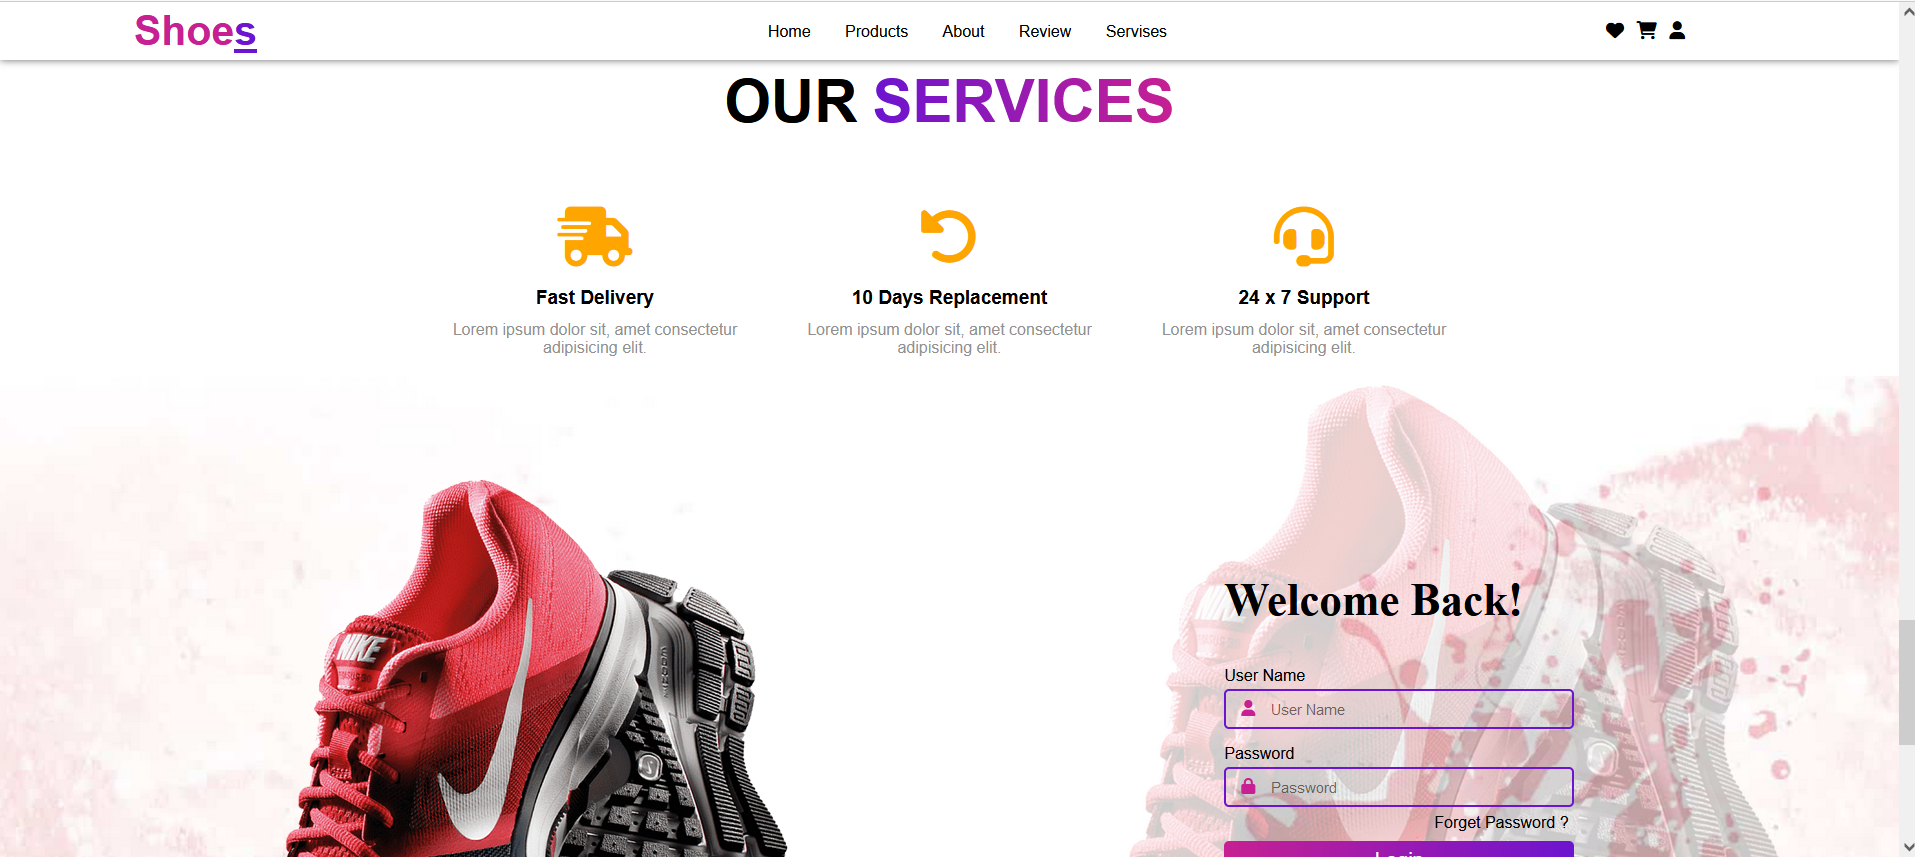 Shoes
Home Products About Review Servises
OUR SERVICES
Fast Delivery
Lorem ipsum dolor sit, amet consectetur
adipisicing elit.
10 Days Replacement
Lorem ipsum dolor sit, amet consectetur
adipisicing elit.
24 x 7 Support
Lorem ipsum dolor sit, amet consectetur
adipisicing elit.
NIKE
Welcome Back!
User Name
User Name
Password
Password
Forget Password ?
Login